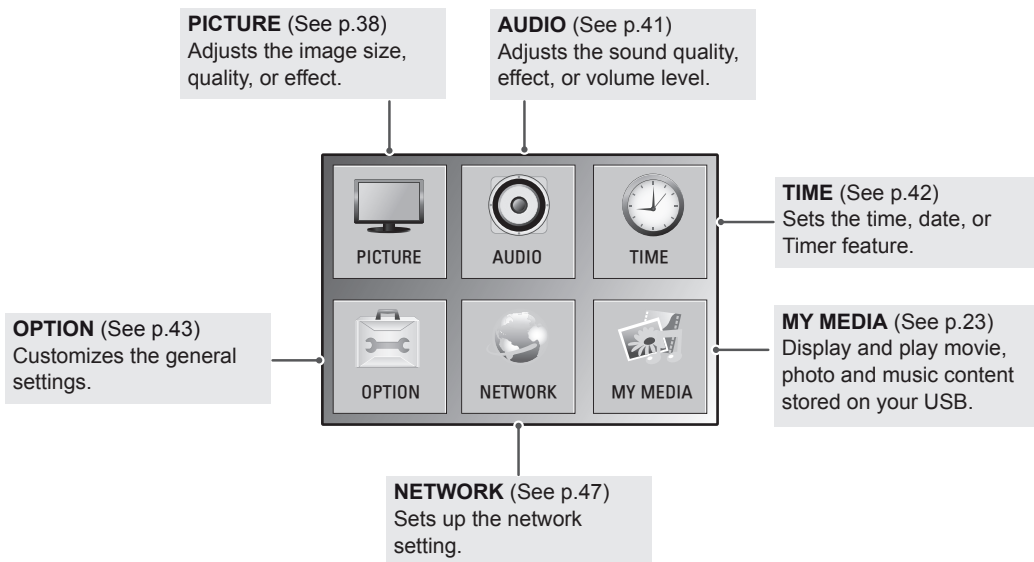 PICTURE (See p.38)
Adjusts the image size,
quality, or effect.
AUDIO (See p.41)
Adjusts the sound quality,
effect, or volume level.
PICTURE
AUDIO
TIME
TIME (See p.42)
Sets the time, date, or
Timer feature.
OPTION (See p.43)
Customizes the general
settings.
OPTION
NETWORK
MY MEDIA
MY MEDIA (See p.23)
Display and play movie,
photo and music content
stored on your USB.
NETWORK (See p.47)
Sets up the network
setting.